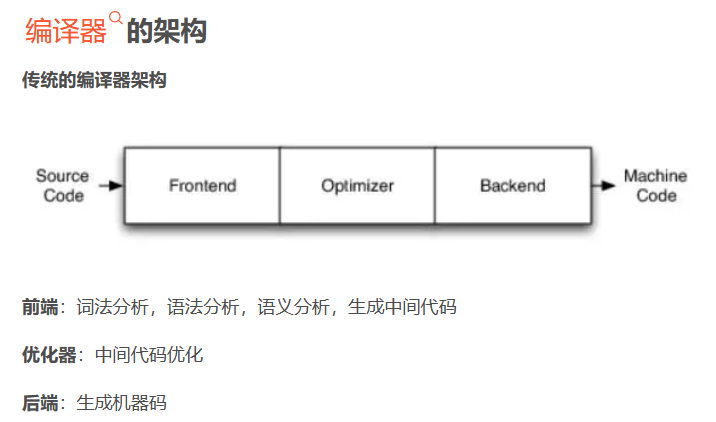 编译器的架构
传统的编译器架构
Source
Code
Frontend
Optimizer
Backend
Machine
Code
前端：词法分析，语法分析，语义分析，生成中间代码
优化器：中间代码优化
后端：生成机器码